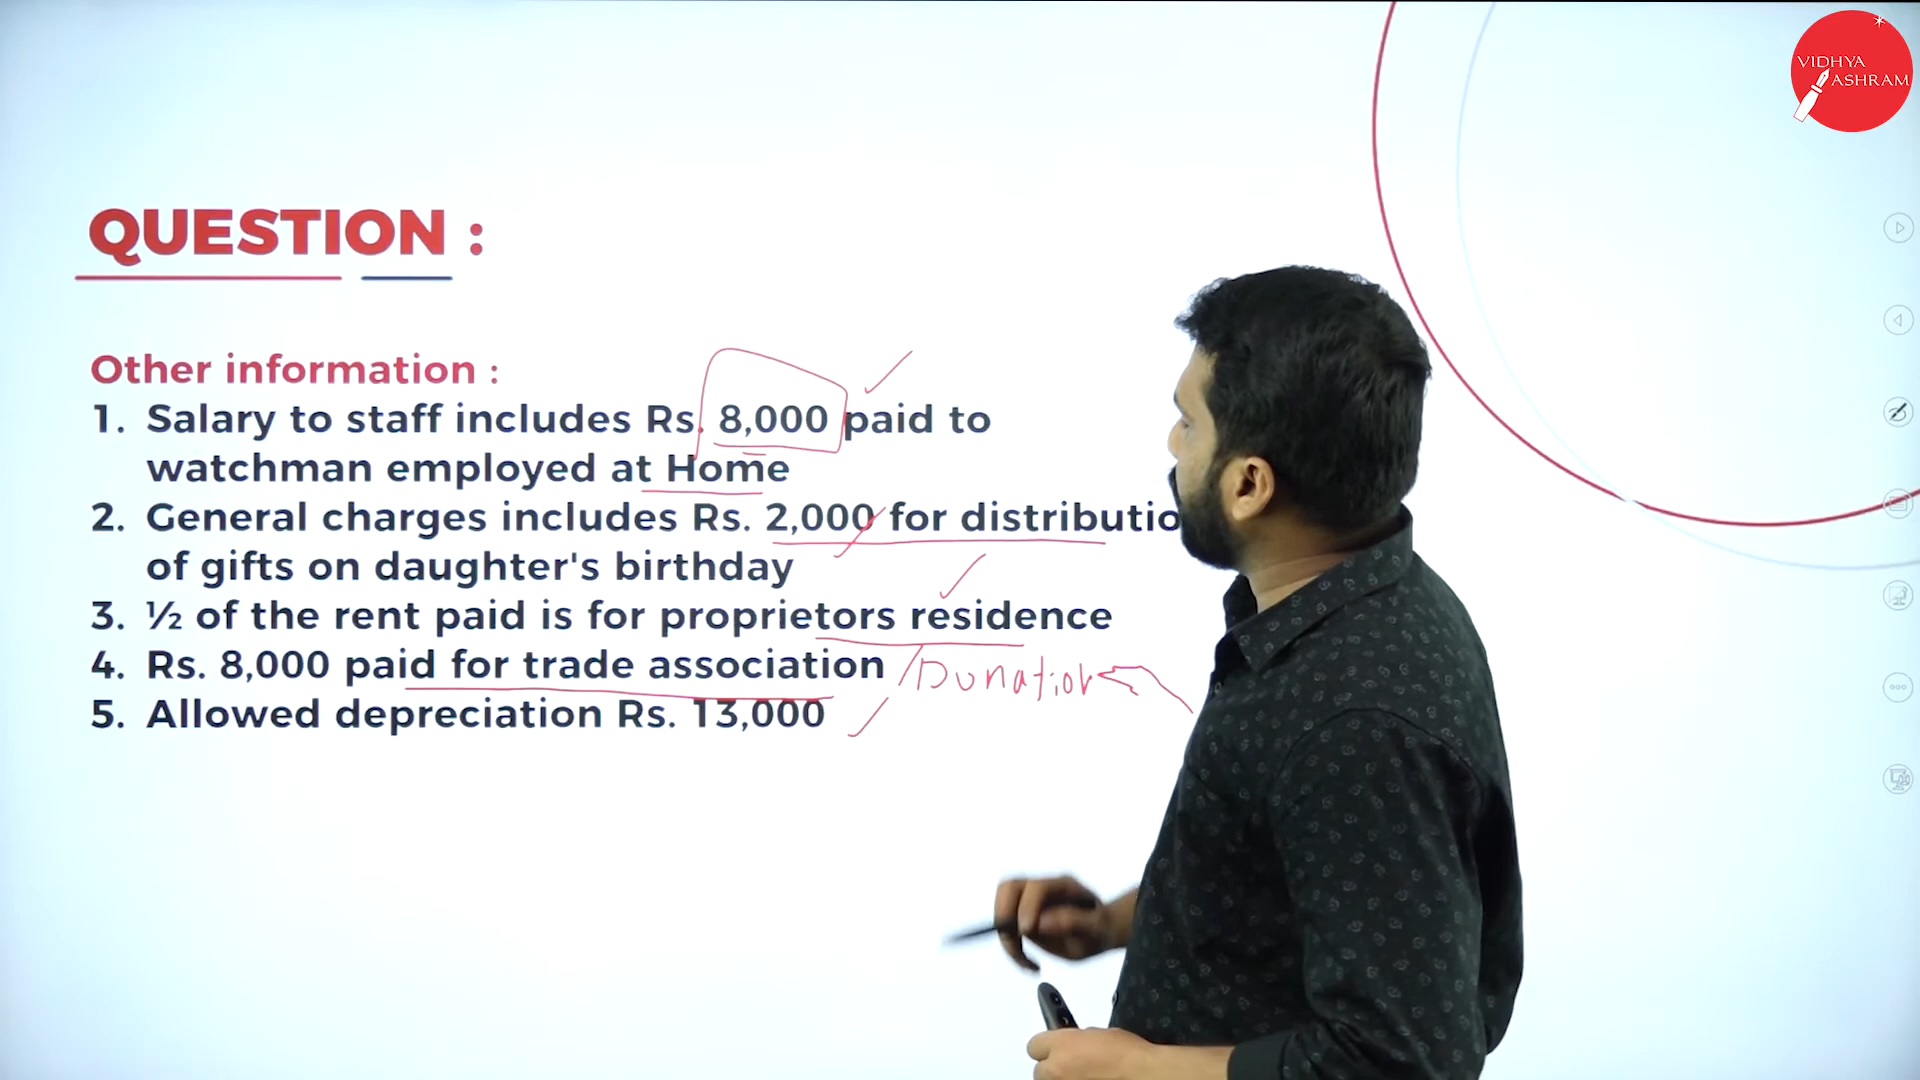 VIDHYA
ASHRAM
QUESTION :
Other information :
1. Salary to staff includes Rs. 8,000 paid to
watchman employed at Home
2. General charges includes Rs. 2,000 for distributio
of gifts on daughter's birthday
3. ½ of the rent paid is for proprietors residence
4. Rs. 8,000 paid for trade association / Donation
5. Allowed depreciation Rs. 13,000